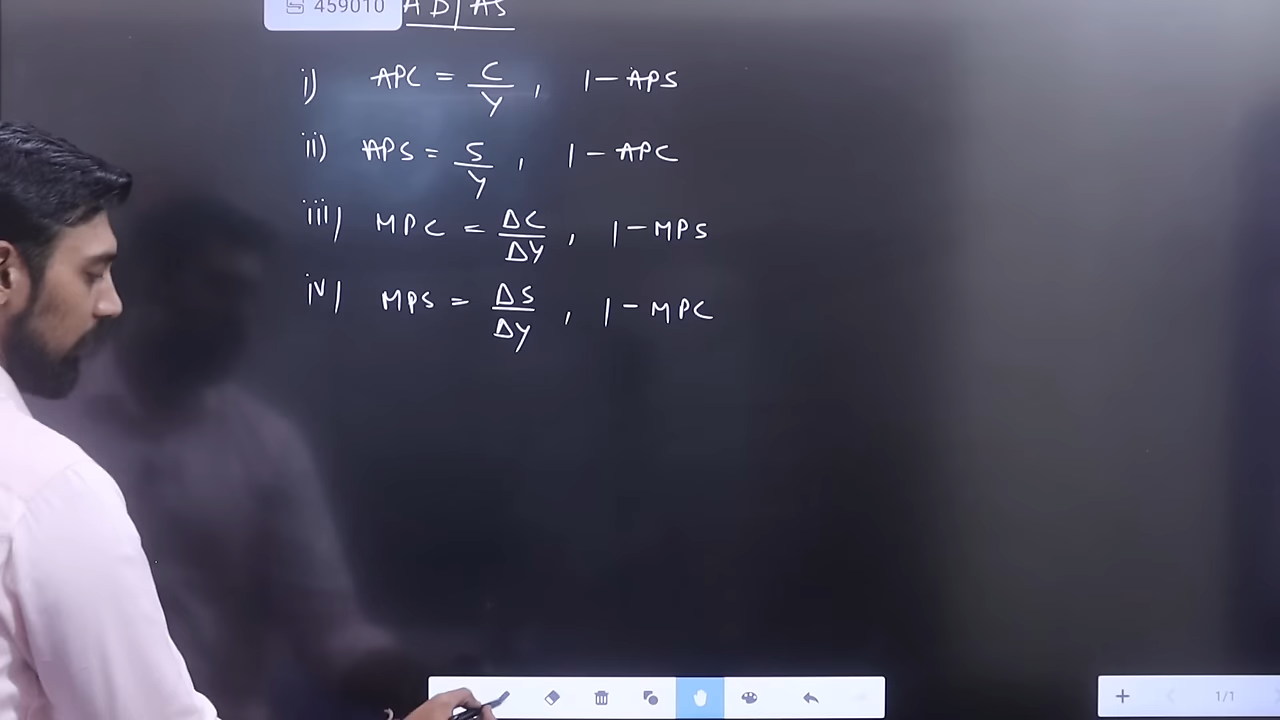 459010
AD/AS
i) APC = C/Y , 1 - APS
ii) APS = S/Y , 1 - APC
iii) MPC = ΔC/ΔY , 1 - MPS
iv) MPS = ΔS/ΔY , 1 - MPC
1/1